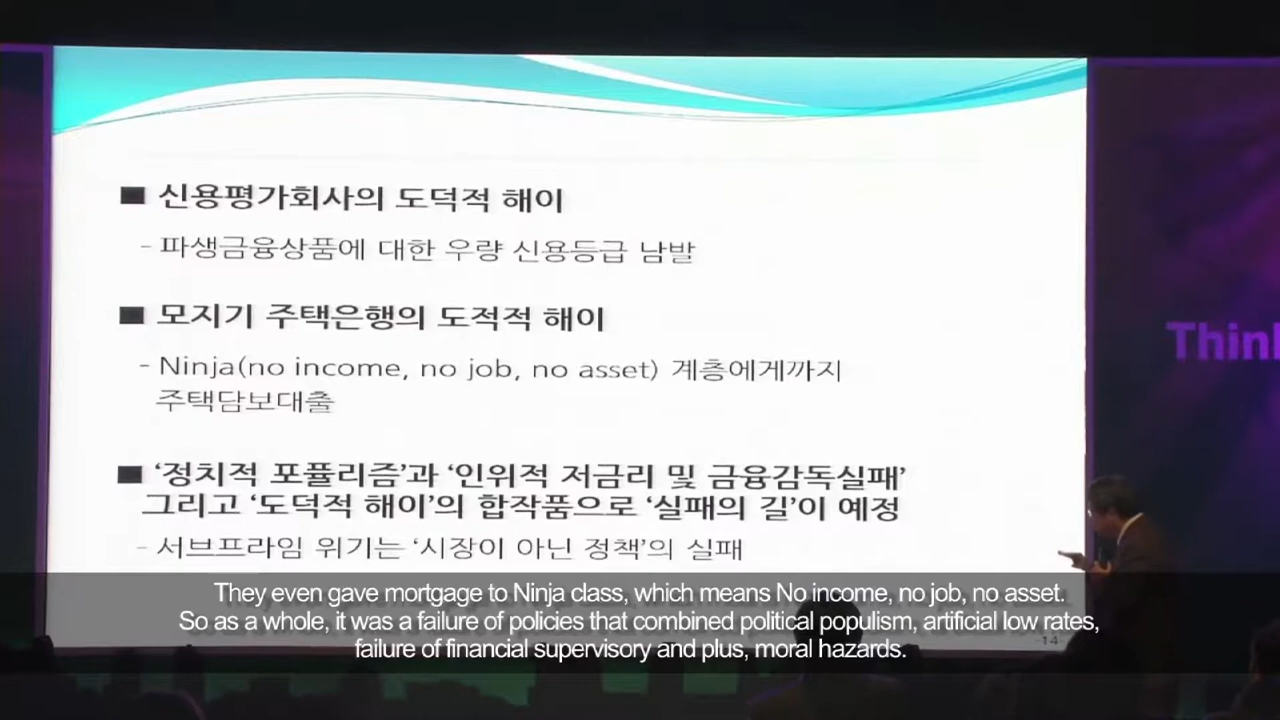 ■ 신용평가회사의 도덕적 해이
- 파생금융상품에 대한 우량 신용등급 남발
■ 모지기 주택은행의 도적적 해이
- Ninja(no income, no job, no asset) 계층에게까지
주택담보대출
■ ‘정치적 포퓰리즘’과 ‘인위적 저금리 및 금융감독실패’
그리고 ‘도덕적 해이’의 합작품으로 ‘실패의 길’이 예정
- 서브프라임 위기는 ‘시장이 아닌 정책’의 실패
Thin
They even gave mortgage to Ninja class, which means No income, no job, no asset.
So as a whole, it was a failure of policies that combined political populism, artificial low rates,
failure of financial supervisory and plus, moral hazards.
-14